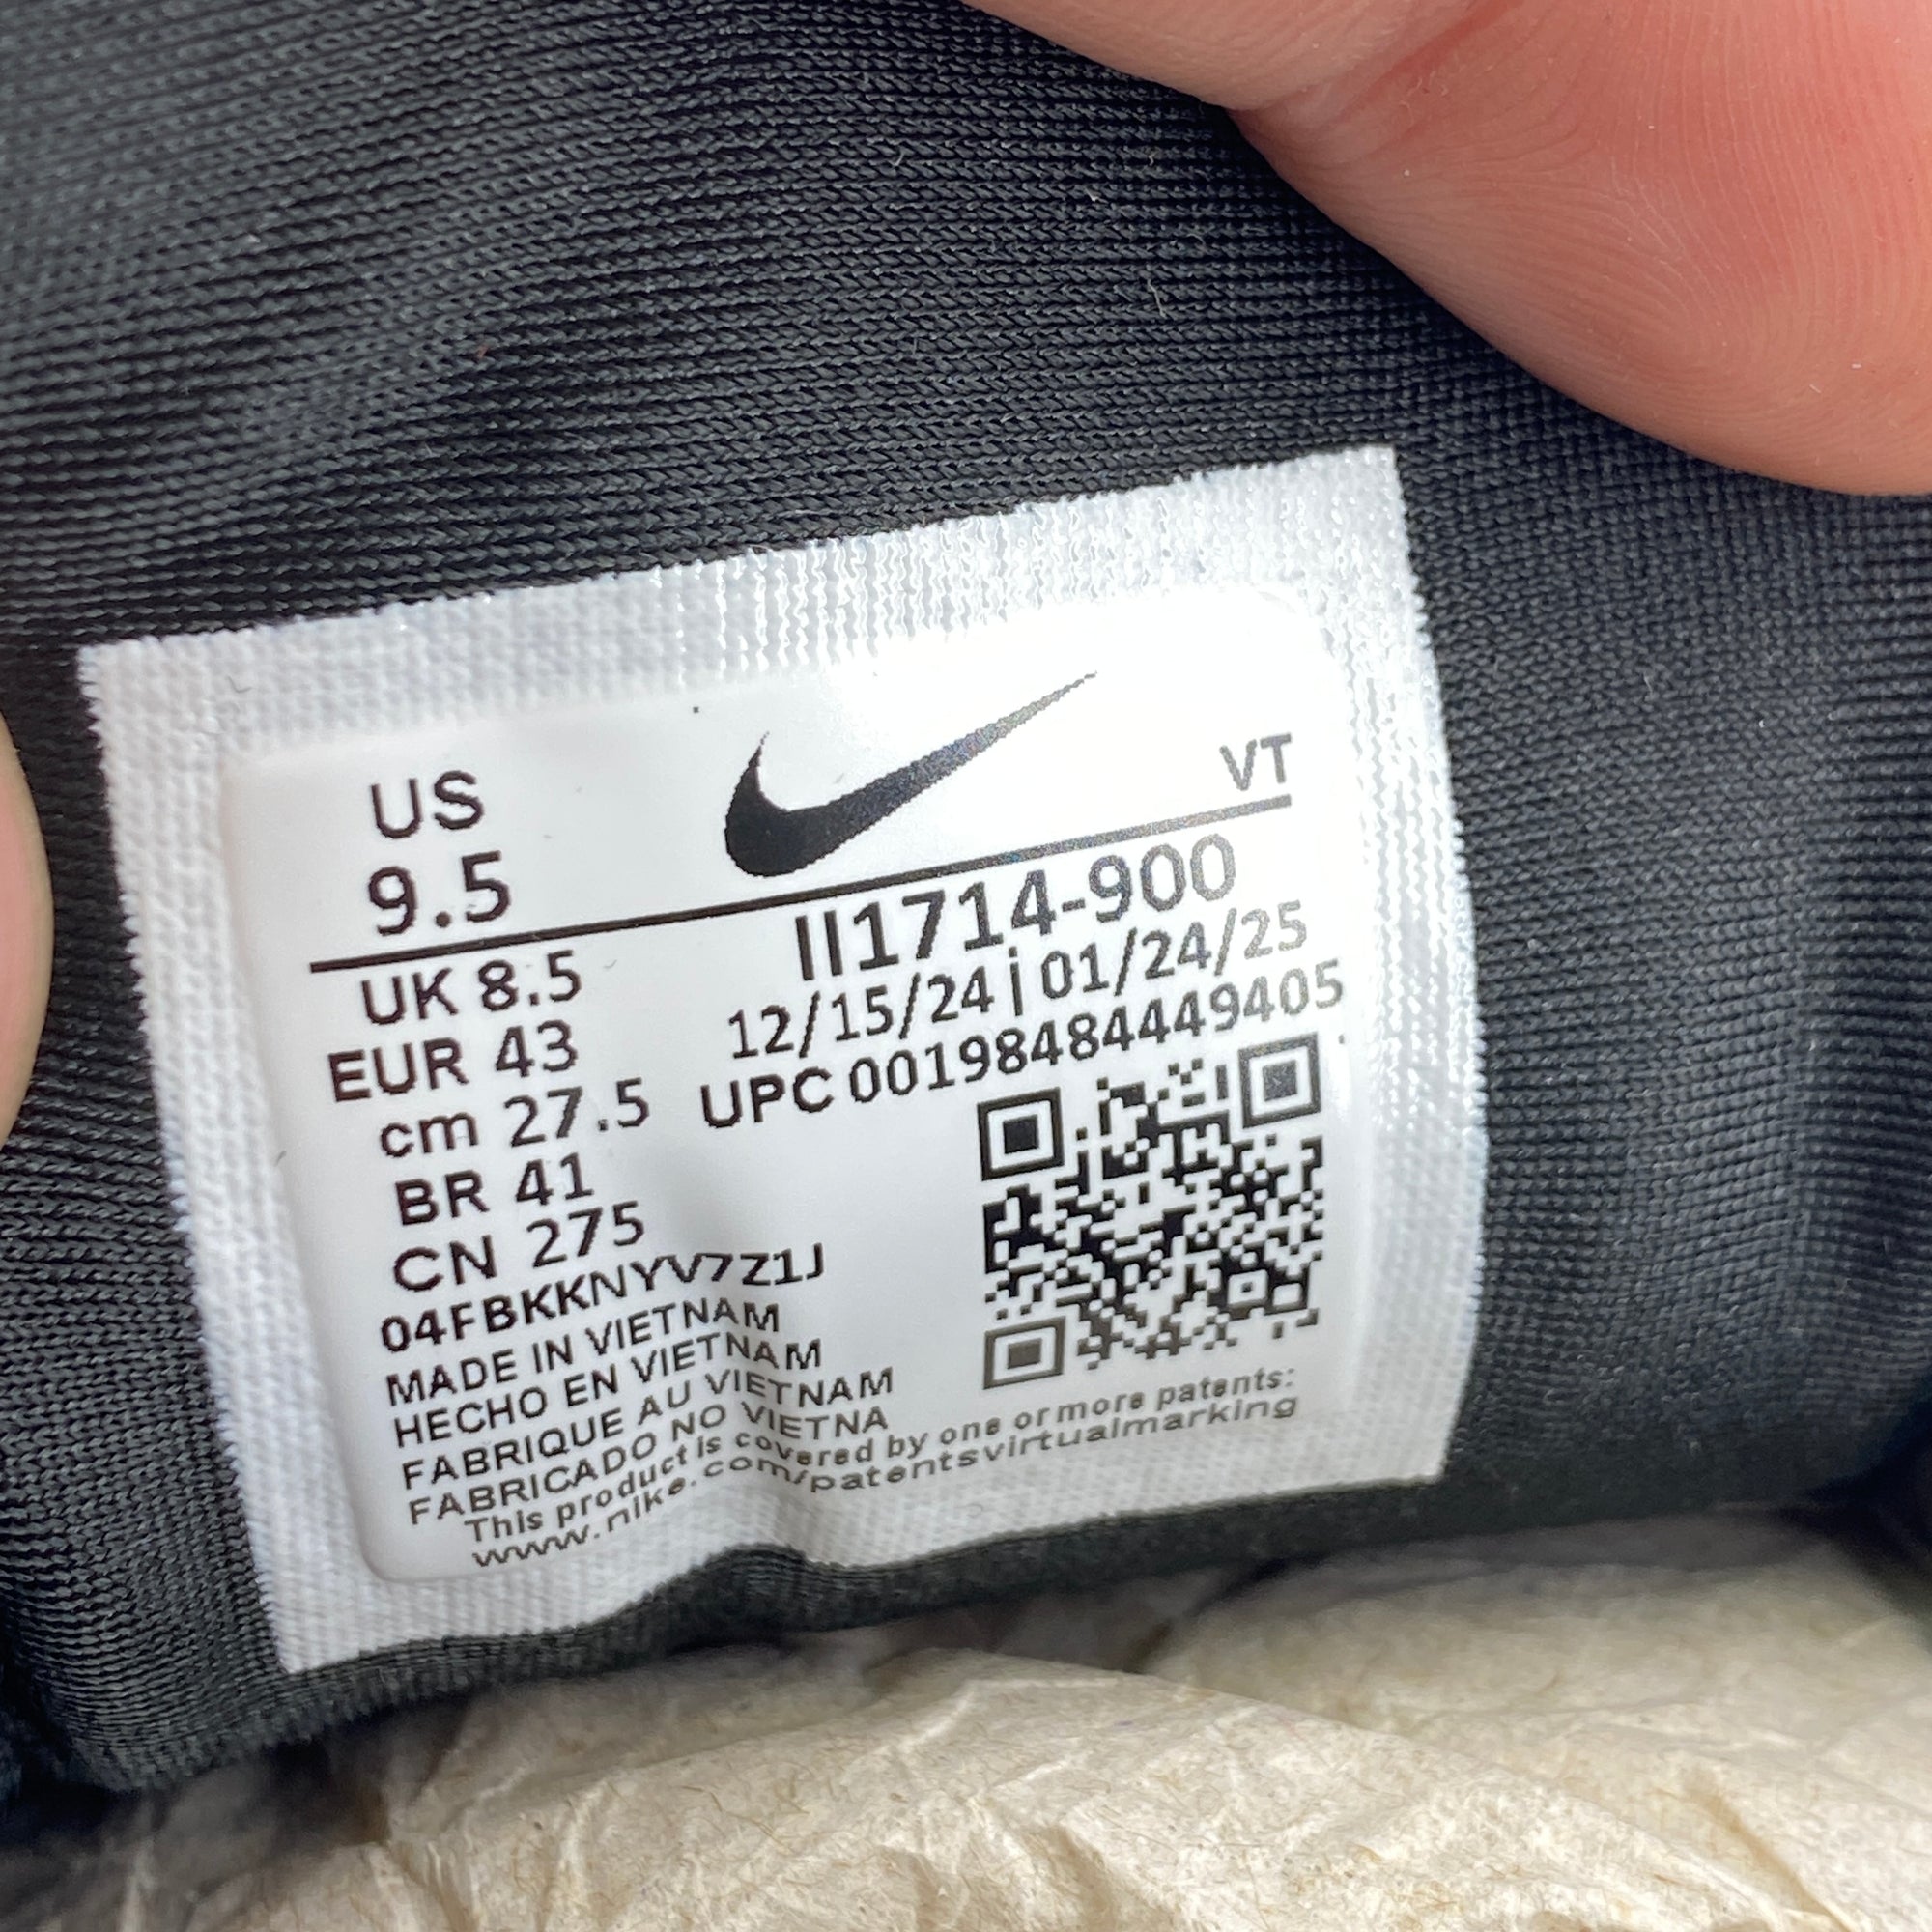 US
9.5
VT
UK 8.5
EUR 43
cm 27.5
BR 41
CN 275
II1714-900
12/15/24 | 01/24/25
UPC 00198484449405
04FBKKNYV7Z1J
MADE IN VIETNAM
HECHO EN VIETNAM
FABRIQUE AU VIETNAM
FABRICADO NO VIETNA
This product is covered by one or more patents:
www.nike.com/patentsvirtualmarking